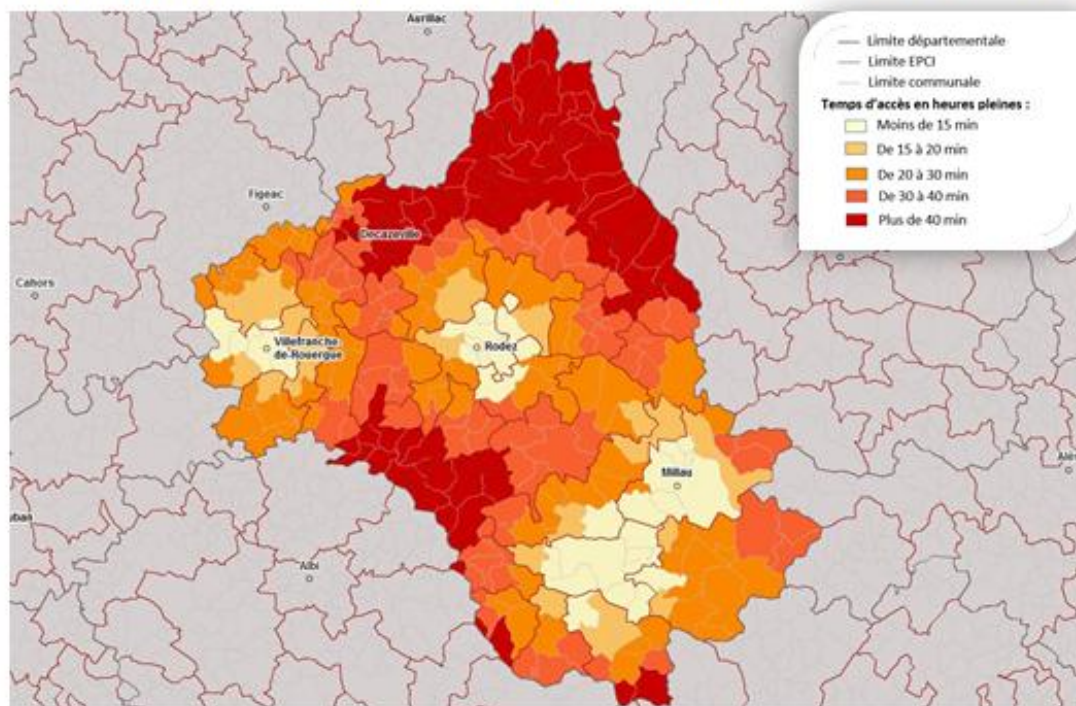 Aurillac
Limite départementale
Limite EPCI
Limite communale
Temps d'accès en heures pleines :
Moins de 15 min
De 15 à 20 min
De 20 à 30 min
De 30 à 40 min
Plus de 40 min
Figeac
Decazeville
Cahors
Villefranche
de-Rouergue
Rodez
Millau
Alè
uban
Albi